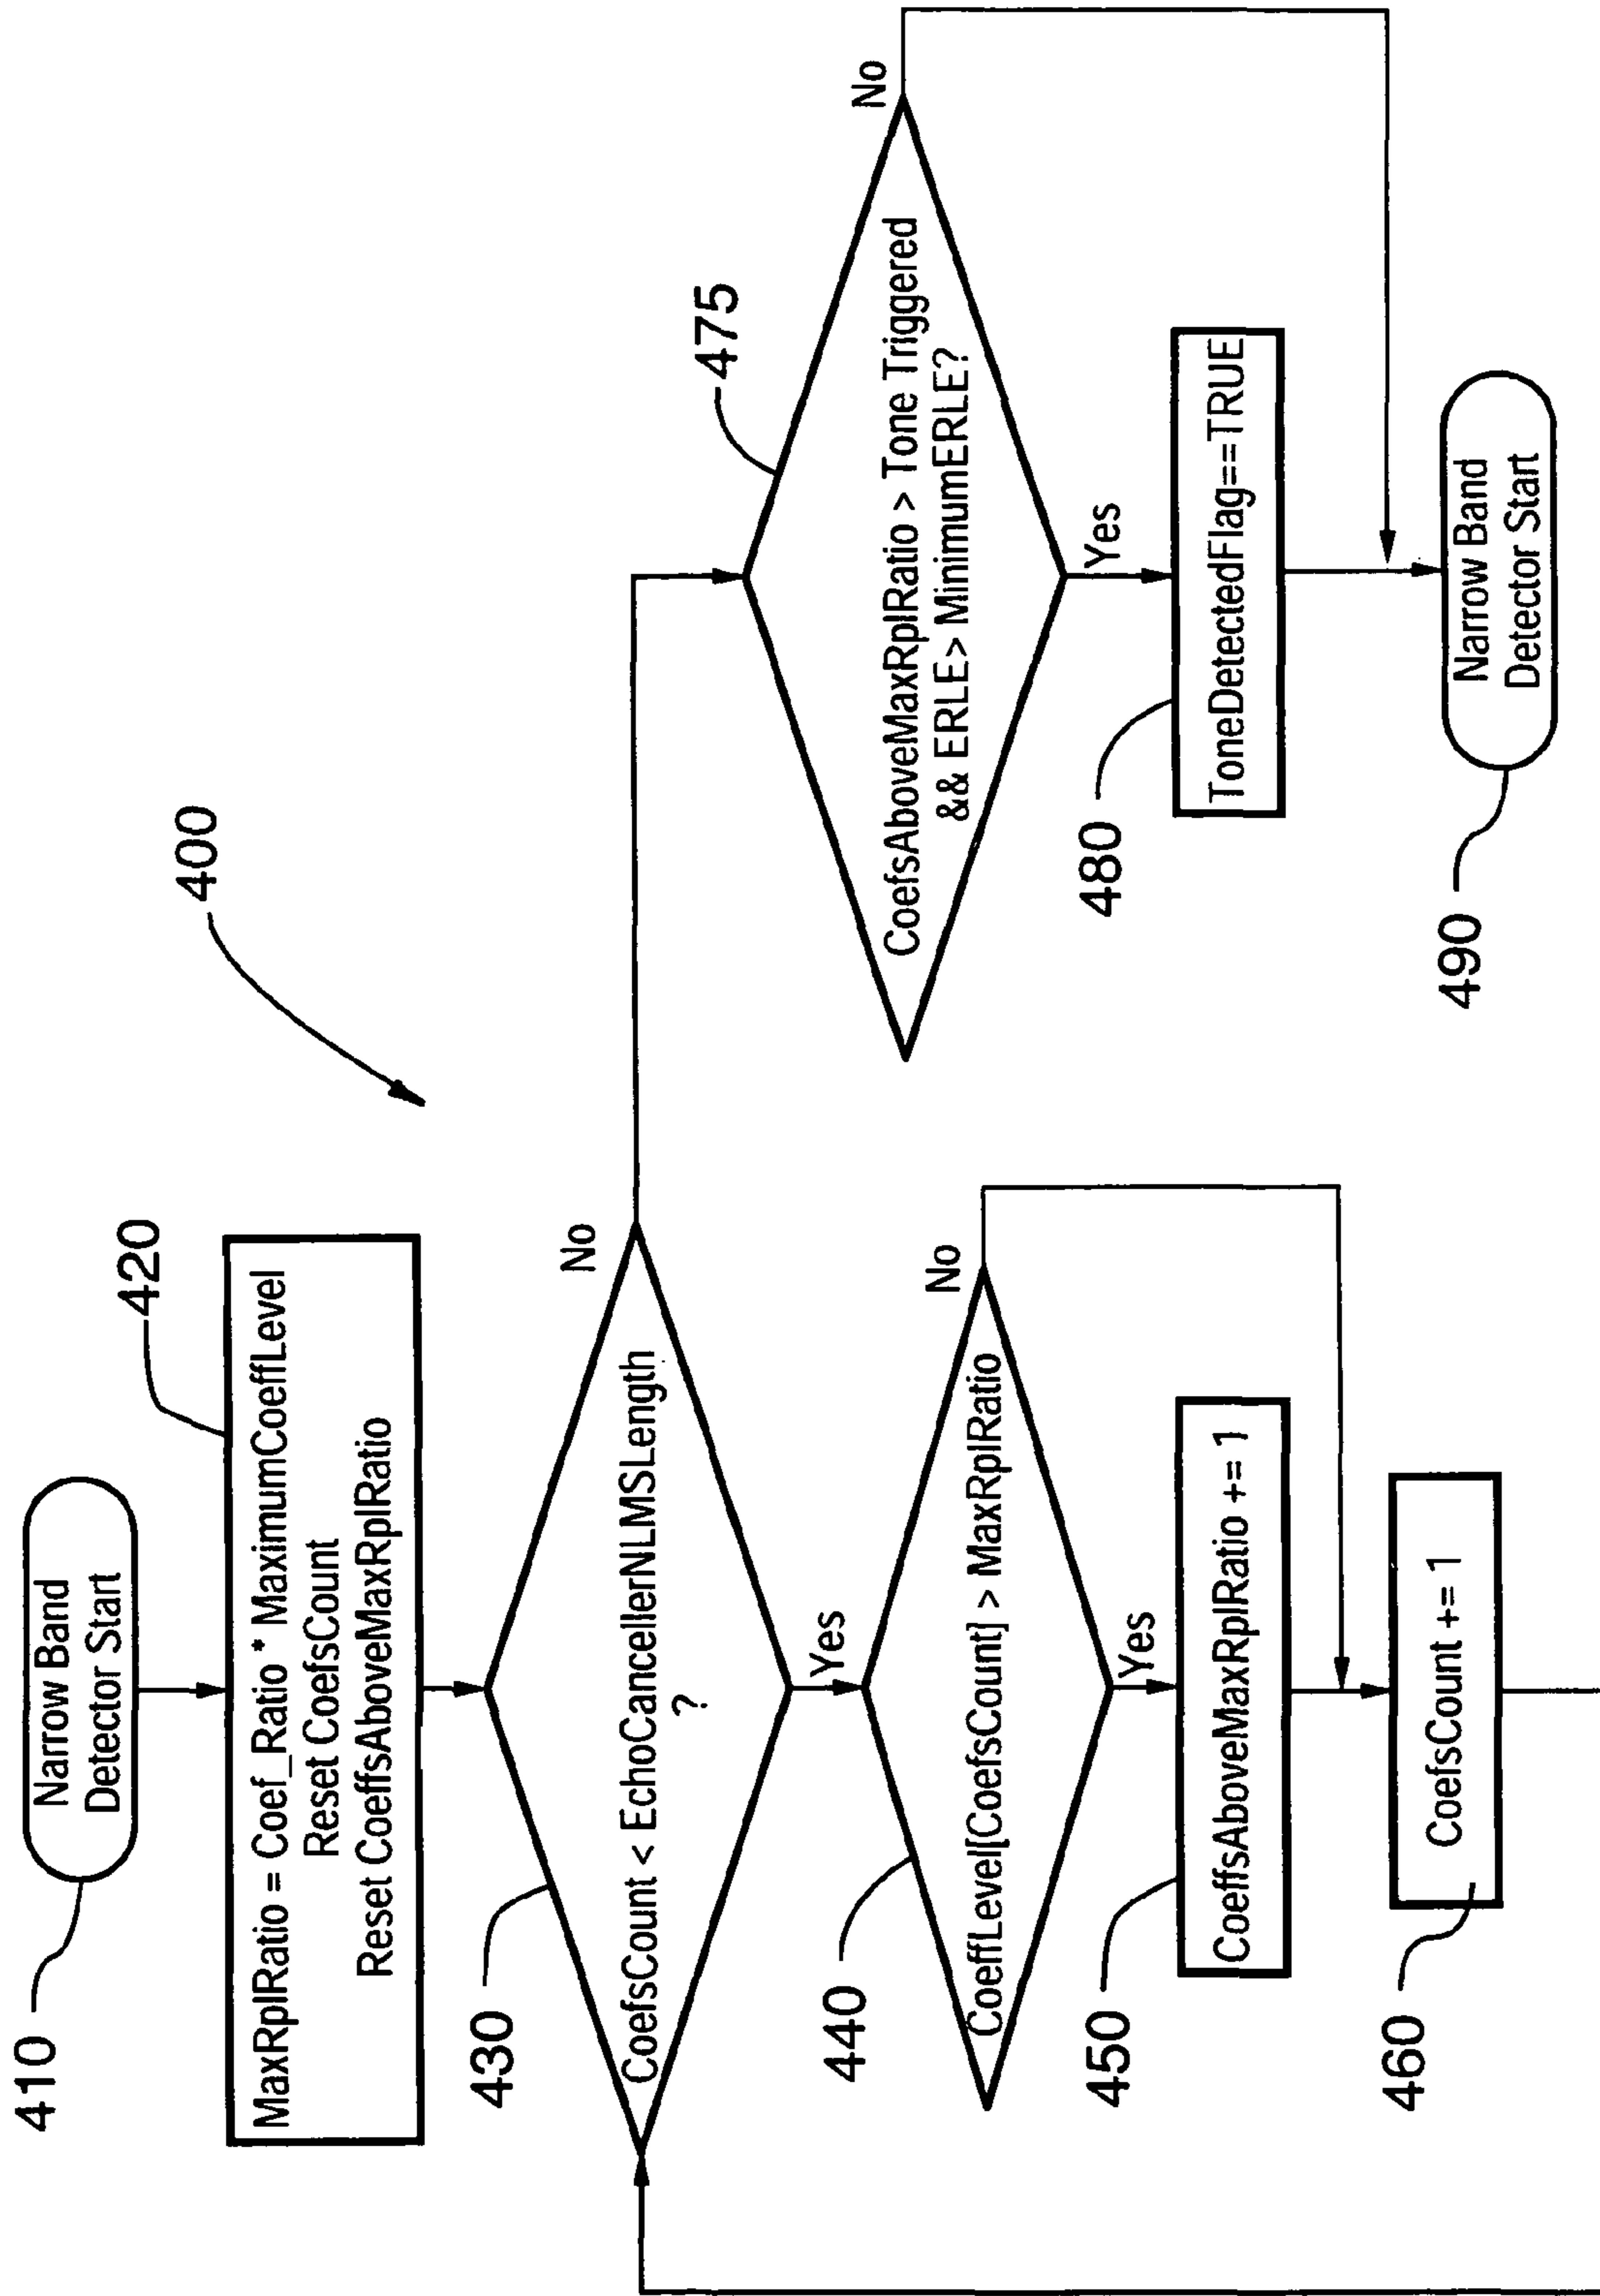 400
410
Narrow Band
Detector Start
420
MaxRplRatio = Coef_Ratio * MaximumCoeffLevel
Reset CoefsCount
Reset CoeffsAboveMaxRplRatio
430
CoefsCount < EchoCancellerNLMSLength
?
No
Yes
440
CoeffLevel[CoefsCount] > MaxRplRatio
No
Yes
450
CoeffsAboveMaxRplRatio += 1
460
CoefsCount += 1
475
CoefsAboveMaxRplRatio > Tone Triggered
&& ERLE > MinimumERLE?
No
Yes
480
ToneDetectedFlag==TRUE
490
Narrow Band
Detector Start